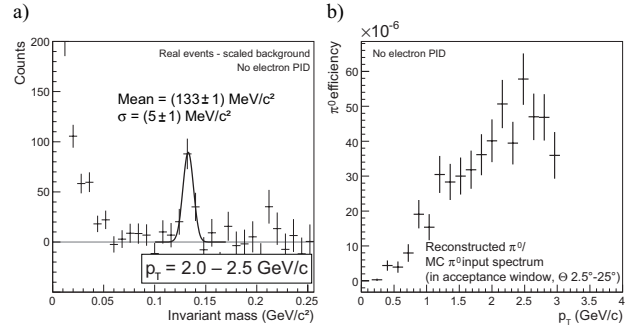 a)
Counts
200
150
100
50
0
Real events - scaled background
No electron PID
Mean = (133±1) MeV/c²
σ = (5±1) MeV/c²
p_T = 2.0 – 2.5 GeV/c
0 0.05 0.1 0.15 0.2 0.25
Invariant mass (GeV/c²)
b)
×10⁻⁶
π⁰ efficiency
60
50
40
30
20
10
0
No electron PID
Reconstructed π⁰/
MC π⁰ input spectrum
(in acceptance window, Θ 2.5°-25°)
0 0.5 1 1.5 2 2.5 3 3.5 4
p_T (GeV/c)